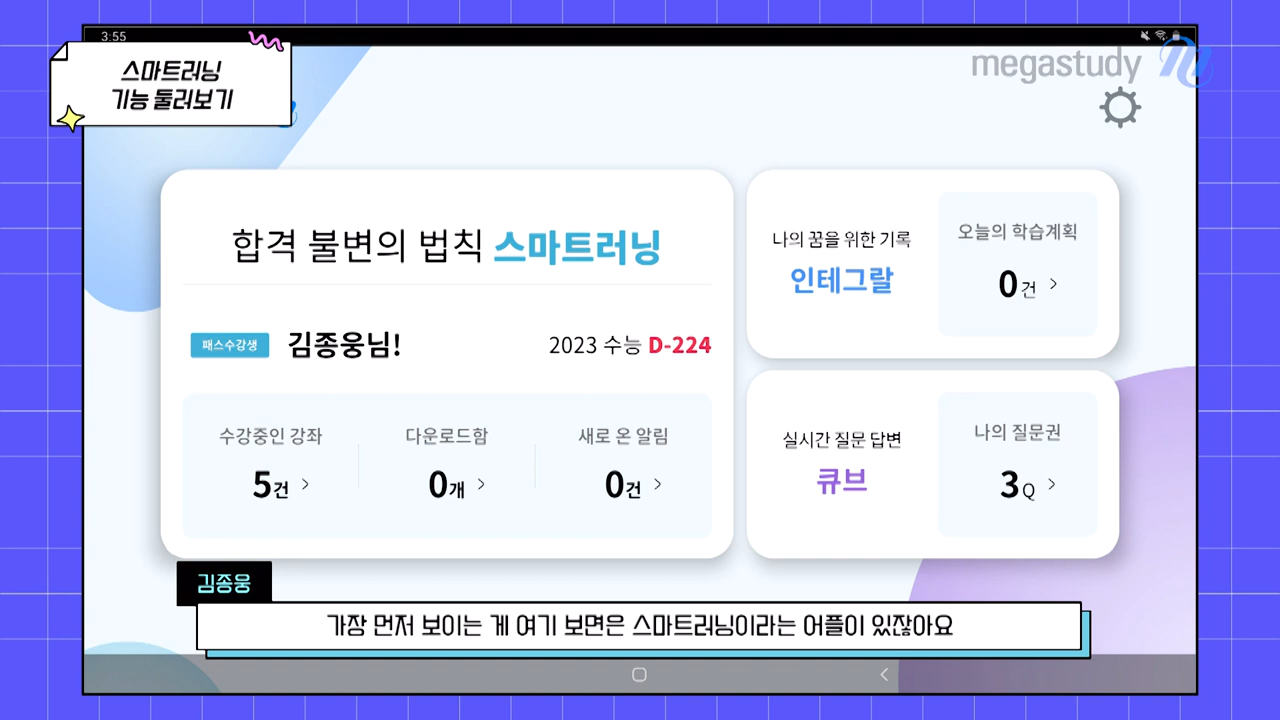 3:55
스마트러닝
기능 둘러보기
megastudy
합격 불변의 법칙 스마트러닝
패스수강생 김종웅님!
2023 수능 D-224
수강중인 강좌
5건 >
다운로드함
0개 >
새로 온 알림
0건 >
나의 꿈을 위한 기록
인테그랄
오늘의 학습계획
0건 >
실시간 질문 답변
큐브
나의 질문권
3Q >
김종웅
가장 먼저 보이는 게 여기 보면은 스마트러닝이라는 어플이 있잖아요